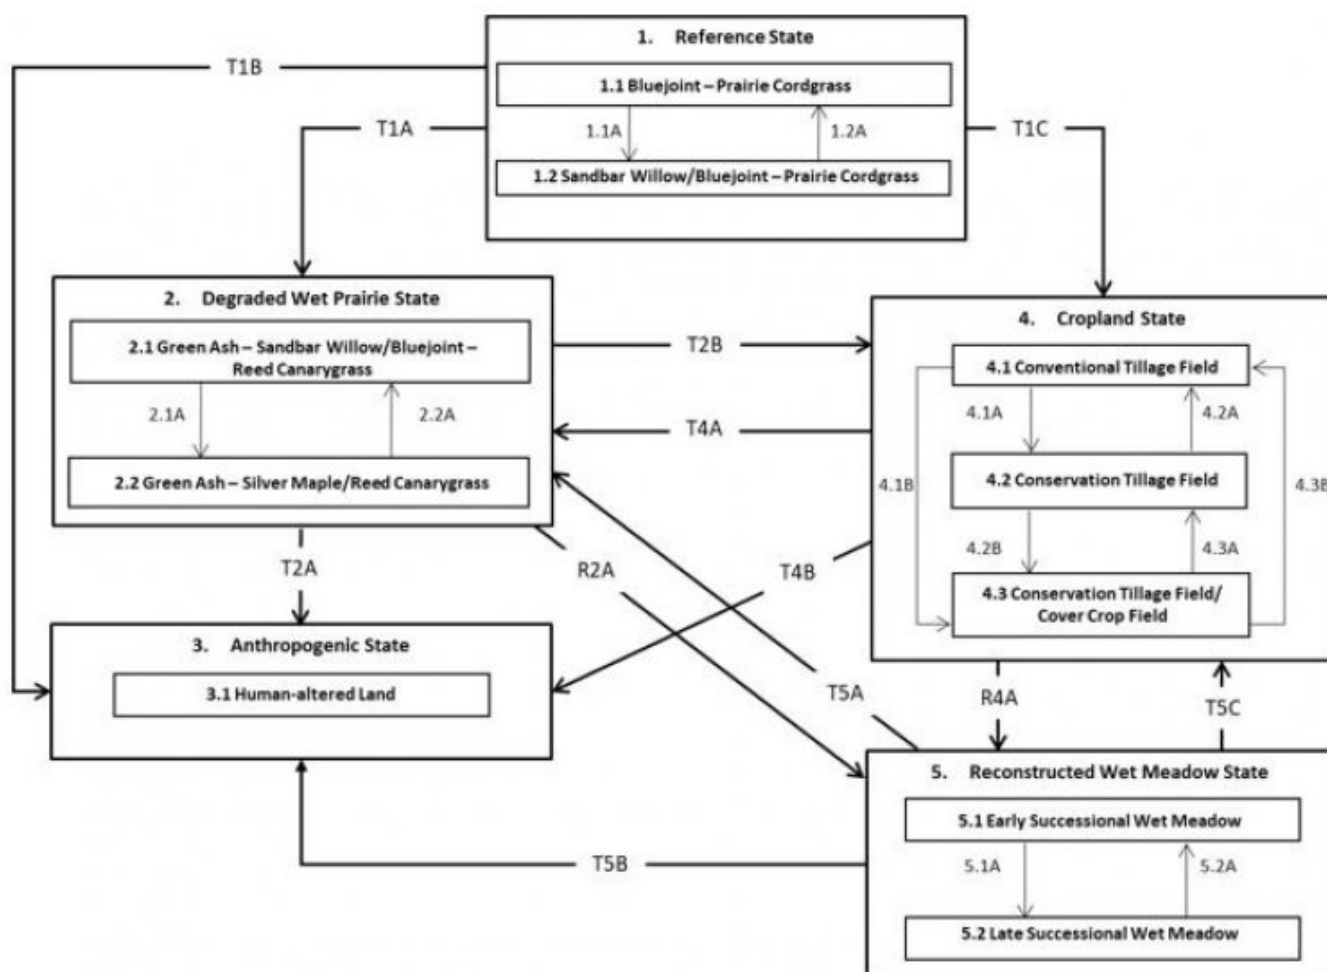 1. Reference State
T1B
1.1 Bluejoint – Prairie Cordgrass
T1A
1.1A
1.2A
T1C
1.2 Sandbar Willow/Bluejoint – Prairie Cordgrass
2. Degraded Wet Prairie State
2.1 Green Ash – Sandbar Willow/Bluejoint –
Reed Canarygrass
2.1A
2.2A
2.2 Green Ash – Silver Maple/Reed Canarygrass
T2B
T4A
4. Cropland State
4.1 Conventional Tillage Field
4.1A
4.2A
4.2 Conservation Tillage Field
4.1B
4.3B
4.2B
4.3A
4.3 Conservation Tillage Field/
Cover Crop Field
T2A
R2A
T4B
3. Anthropogenic State
3.1 Human-altered Land
T5A
R4A
T5C
5. Reconstructed Wet Meadow State
5.1 Early Successional Wet Meadow
5.1A
5.2A
5.2 Late Successional Wet Meadow
T5B